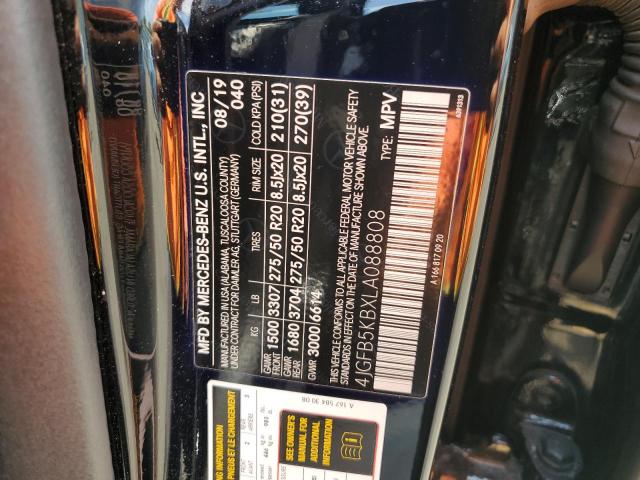 MFD BY MERCEDES-BENZ U.S. INTL., INC
MANUFACTURED IN USA (ALABAMA, TUSCALOOSA COUNTY)
UNDER CONTRACT FOR DAIMLER AG, STUTTGART (GERMANY)
08/19
040
KG LB TIRES RIM SIZE COLD KPA (PSI)
GAWR FRONT 1500 3307 275/50 R20 8.5Jx20 210(31)
GAWR REAR 1680 3704 275/50 R20 8.5Jx20 270(39)
GVWR 3000 6614
THIS VEHICLE CONFORMS TO ALL APPLICABLE FEDERAL MOTOR VEHICLE SAFETY
STANDARDS IN EFFECT ON THE DATE OF MANUFACTURE SHOWN ABOVE.
4JGFB5KBXLA088808
TYPE: MPV
A 166 817 09 20
A 167 584 30 08
SEE OWNER'S
MANUAL FOR
ADDITIONAL
INFORMATION